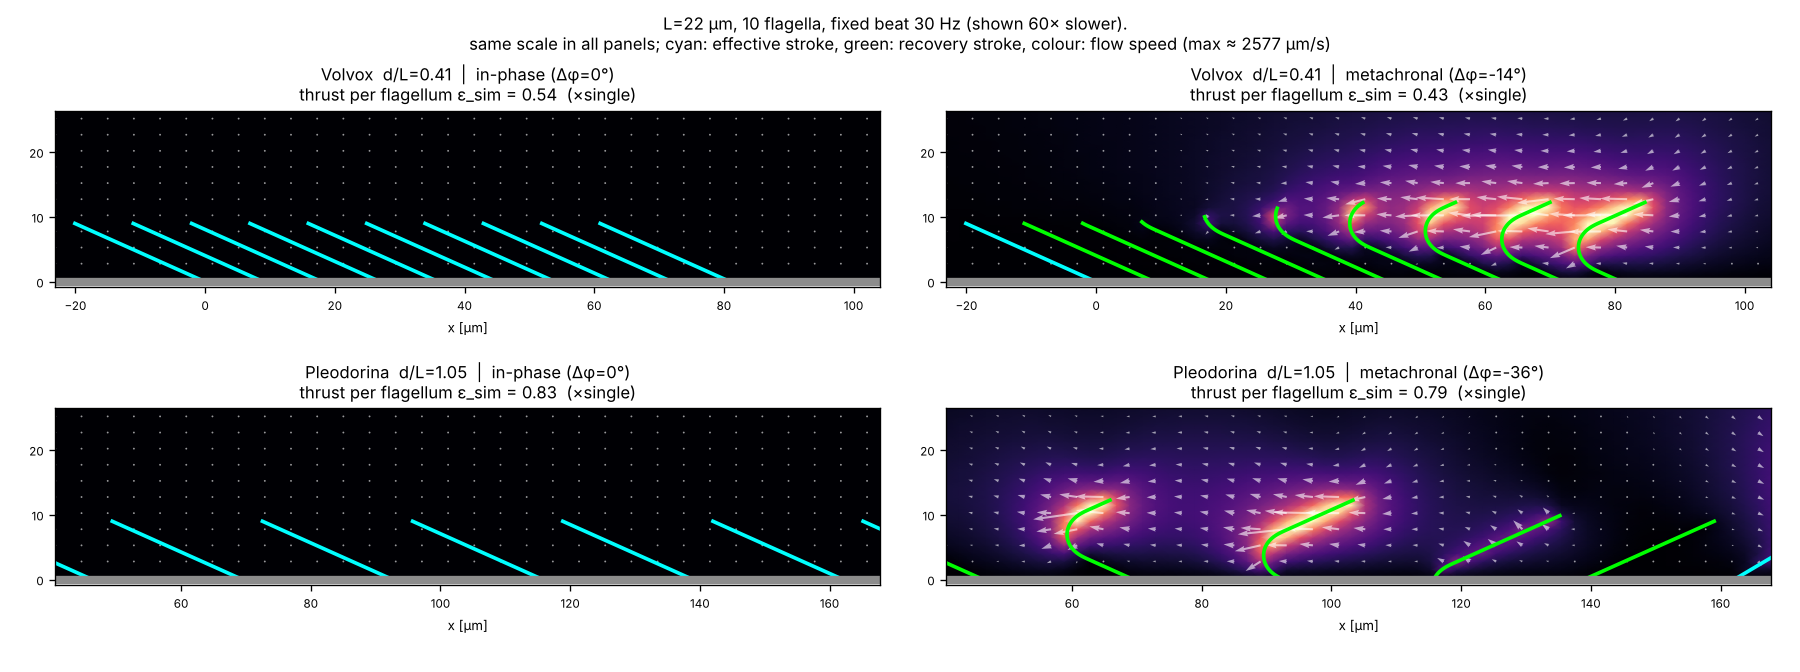 L=22 µm, 10 flagella, fixed beat 30 Hz (shown 60× slower).
same scale in all panels; cyan: effective stroke, green: recovery stroke, colour: flow speed (max ≈ 2577 µm/s)
Volvox d/L=0.41 | in-phase (Δφ=0°)
thrust per flagellum ε_sim = 0.54 (×single)
20
10
0
−20 0 20 40 60 80 100
x [µm]
Volvox d/L=0.41 | metachronal (Δφ=-14°)
thrust per flagellum ε_sim = 0.43 (×single)
20
10
0
−20 0 20 40 60 80 100
x [µm]
Pleodorina d/L=1.05 | in-phase (Δφ=0°)
thrust per flagellum ε_sim = 0.83 (×single)
20
10
0
60 80 100 120 140 160
x [µm]
Pleodorina d/L=1.05 | metachronal (Δφ=-36°)
thrust per flagellum ε_sim = 0.79 (×single)
20
10
0
60 80 100 120 140 160
x [µm]